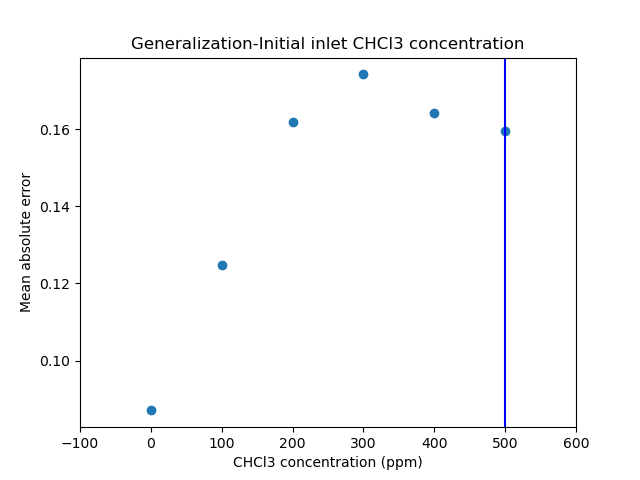 Generalization-Initial inlet CHCl3 concentration
Mean absolute error
0.16
0.14
0.12
0.10
−100 0 100 200 300 400 500 600
CHCl3 concentration (ppm)